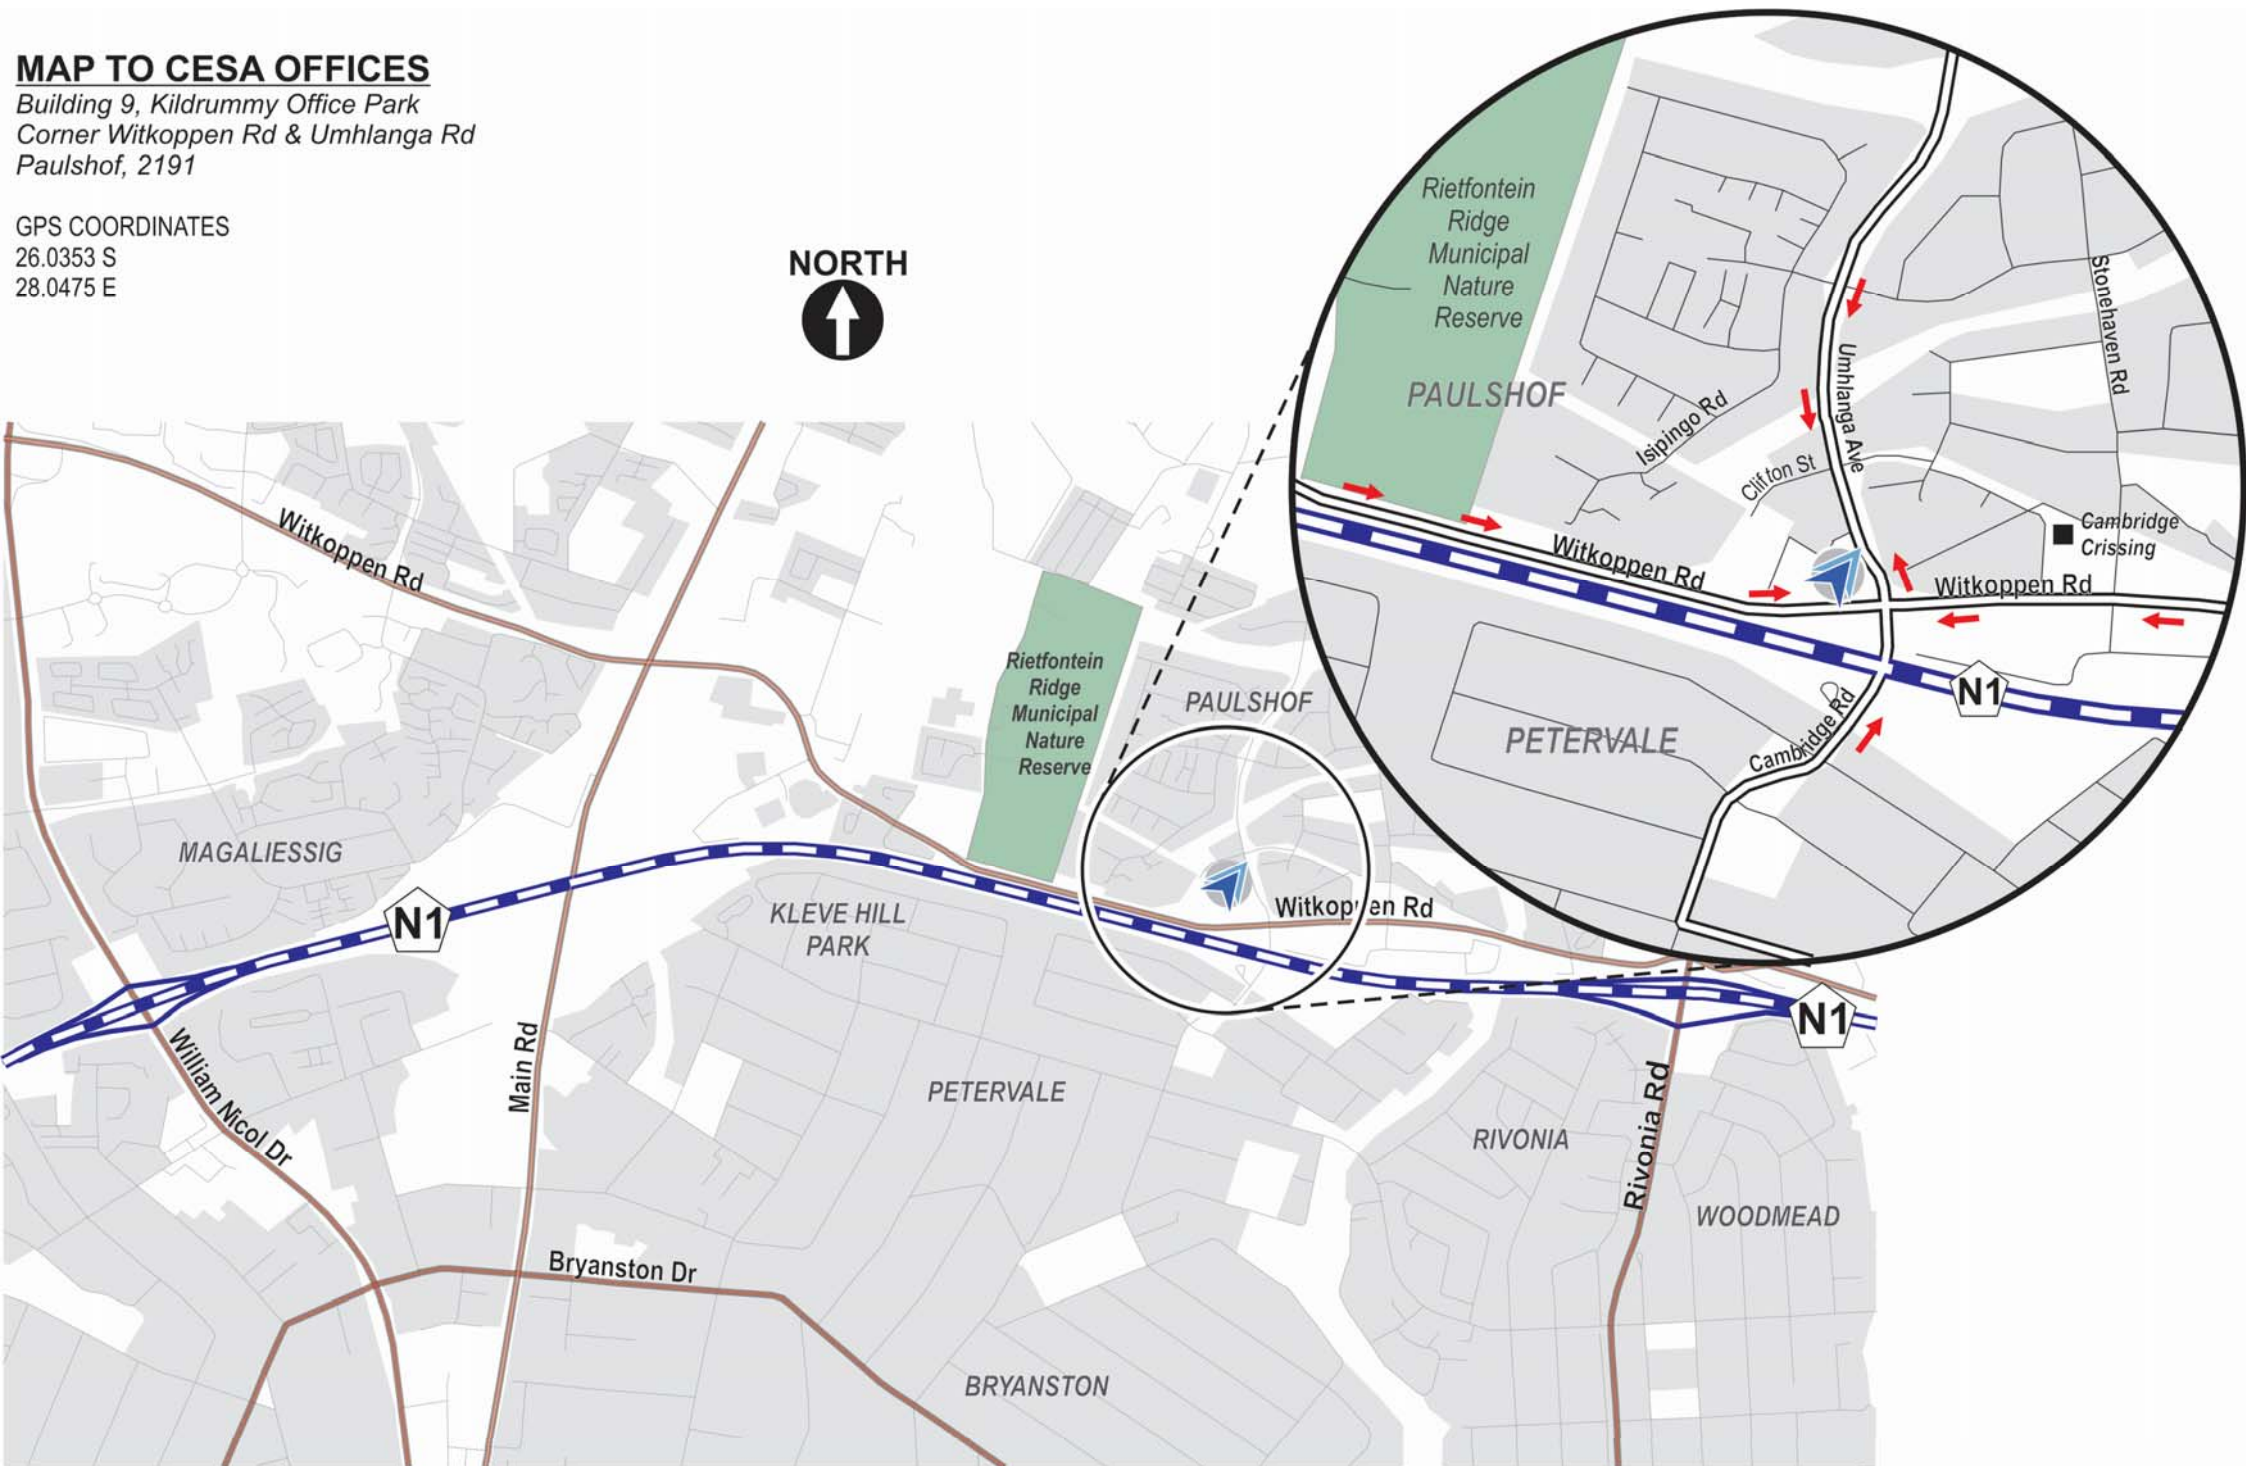 MAP TO CESA OFFICES
Building 9, Kildrummy Office Park
Corner Witkoppen Rd & Umhlanga Rd
Paulshof, 2191
GPS COORDINATES
26.0353 S
28.0475 E
NORTH
Rietfontein
Ridge
Municipal
Nature
Reserve
PAULSHOF
Isipingo Rd
Clifton St
Umhlanga Ave
Stonehaven Rd
Cambridge
Crissing
Witkoppen Rd
Witkoppen Rd
N1
PETERVALE
Cambridge Rd
Witkoppen Rd
Rietfontein
Ridge
Municipal
Nature
Reserve
PAULSHOF
MAGALIESSIG
N1
KLEVE HILL
PARK
Witkoppen Rd
N1
William Nicol Dr
Main Rd
PETERVALE
RIVONIA
Rivonia Rd
WOODMEAD
Bryanston Dr
BRYANSTON